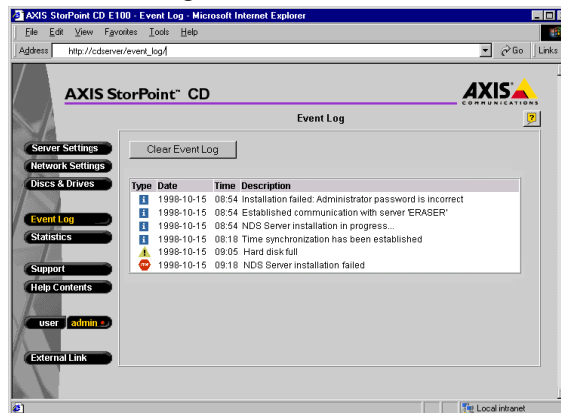 AXIS StorPoint CD E100 - Event Log - Microsoft Internet Explorer
File Edit View Favorites Tools Help
Address http://cdserver/event_log/ Go Links
AXIS StorPoint™ CD
AXIS
COMMUNICATIONS
Event Log
?
Clear Event Log
Server Settings
Network Settings
Discs & Drives
Event Log
Statistics
Support
Help Contents
user admin
External Link
Type Date Time Description
1998-10-15 08:54 Installation failed: Administrator password is incorrect
1998-10-15 08:54 Established communication with server 'ERASER'
1998-10-15 08:54 NDS Server installation in progress...
1998-10-15 08:18 Time synchronization has been established
1998-10-15 09:05 Hard disk full
1998-10-15 09:18 NDS Server installation failed
Local intranet